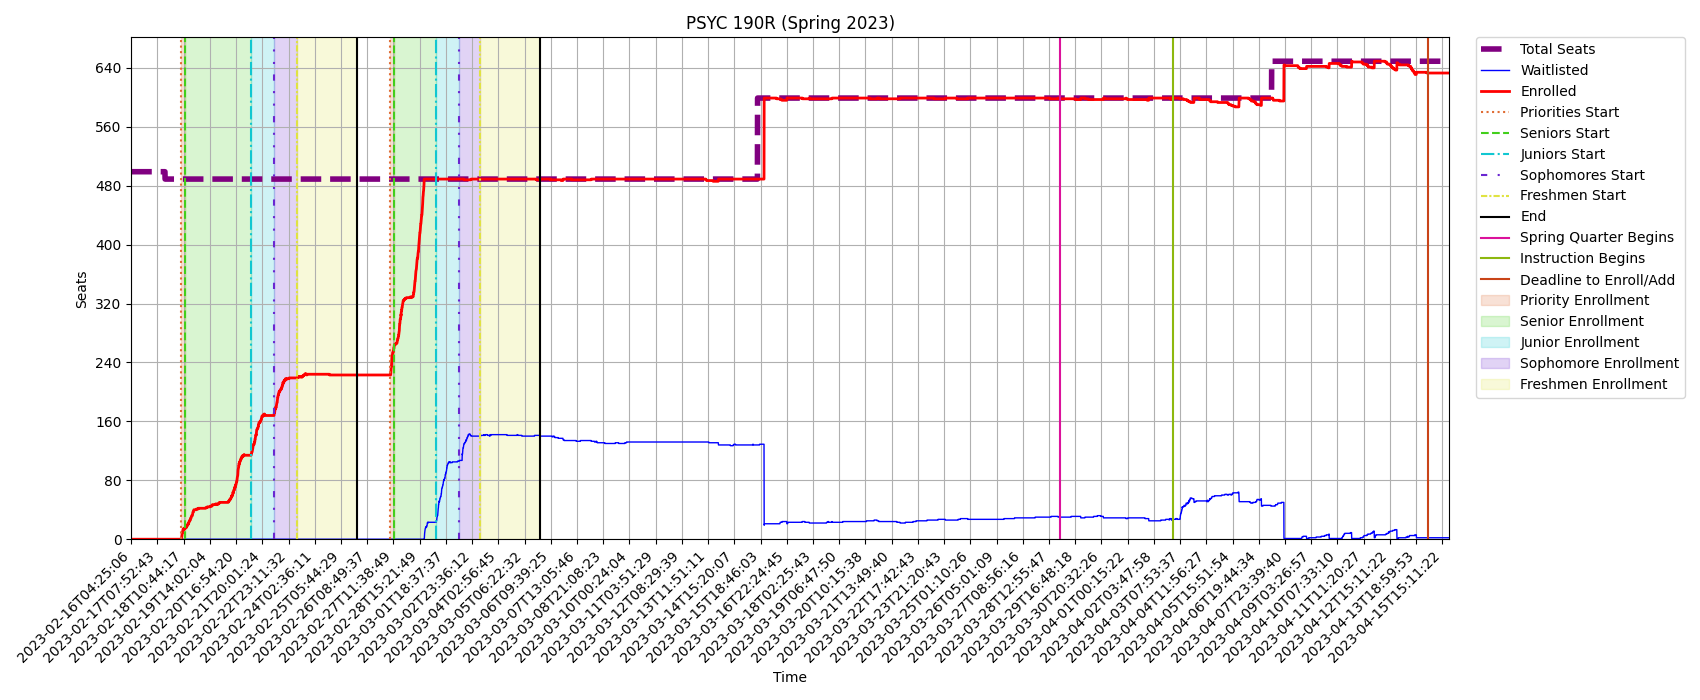 PSYC 190R (Spring 2023)
Seats
640
560
480
400
320
240
160
80
0
2023-02-16T04:25:06
2023-02-17T07:52:43
2023-02-18T10:44:17
2023-02-19T14:02:04
2023-02-20T16:54:20
2023-02-21T20:01:24
2023-02-22T23:11:32
2023-02-24T02:36:11
2023-02-25T05:44:29
2023-02-26T08:49:37
2023-02-27T11:38:49
2023-02-28T15:21:49
2023-03-01T18:37:37
2023-03-04T02:36:12
2023-03-04T02:56:45
2023-03-05T06:22:32
2023-03-06T09:39:25
2023-03-07T13:05:46
2023-03-08T21:08:23
2023-03-10T00:24:04
2023-03-11T03:51:29
2023-03-12T08:29:39
2023-03-13T11:51:11
2023-03-14T15:20:07
2023-03-15T18:46:03
2023-03-16T22:24:45
2023-03-18T02:25:43
2023-03-19T06:47:50
2023-03-20T10:15:38
2023-03-21T13:49:40
2023-03-22T17:42:43
2023-03-23T21:20:43
2023-03-25T01:10:26
2023-03-26T05:01:09
2023-03-27T08:56:16
2023-03-28T12:55:47
2023-03-29T16:48:18
2023-03-30T20:32:26
2023-04-01T00:15:22
2023-04-02T03:47:58
2023-04-03T07:53:37
2023-04-04T11:56:27
2023-04-05T15:51:54
2023-04-06T19:44:34
2023-04-07T23:39:40
2023-04-09T03:26:57
2023-04-10T07:33:10
2023-04-11T11:20:27
2023-04-12T15:11:22
2023-04-13T18:59:53
2023-04-15T15:11:22
Time
Total Seats
Waitlisted
Enrolled
Priorities Start
Seniors Start
Juniors Start
Sophomores Start
Freshmen Start
End
Spring Quarter Begins
Instruction Begins
Deadline to Enroll/Add
Priority Enrollment
Senior Enrollment
Junior Enrollment
Sophomore Enrollment
Freshmen Enrollment